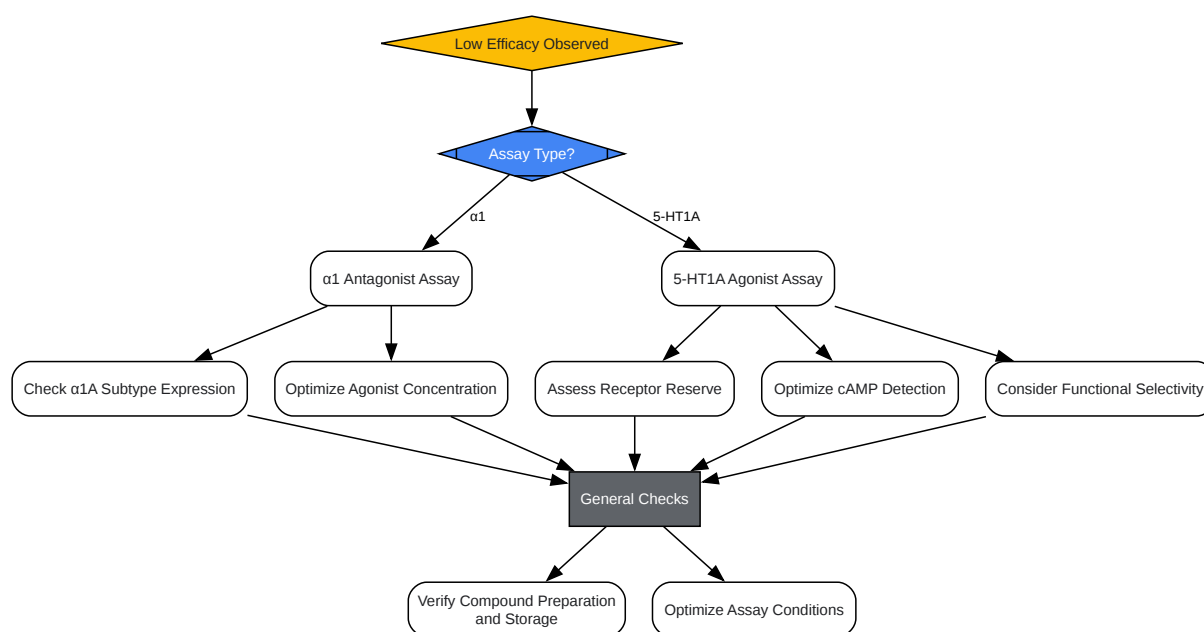 Low Efficacy Observed
Assay Type?
α1
5-HT1A
α1 Antagonist Assay
5-HT1A Agonist Assay
Check α1A Subtype Expression
Optimize Agonist Concentration
Assess Receptor Reserve
Optimize cAMP Detection
Consider Functional Selectivity
General Checks
Verify Compound Preparation
and Storage
Optimize Assay Conditions